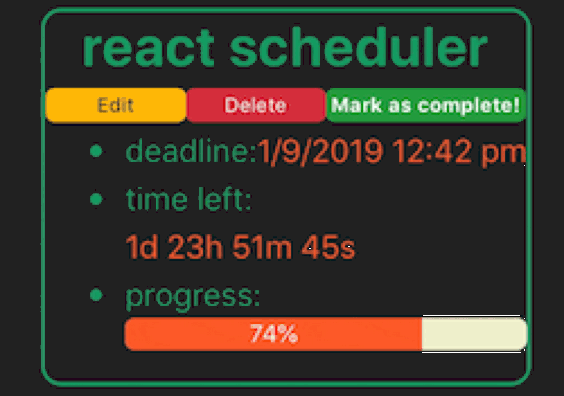 react scheduler
Edit Delete Mark as complete!
deadline:1/9/2019 12:42 pm
time left:
1d 23h 51m 45s
progress:
74%